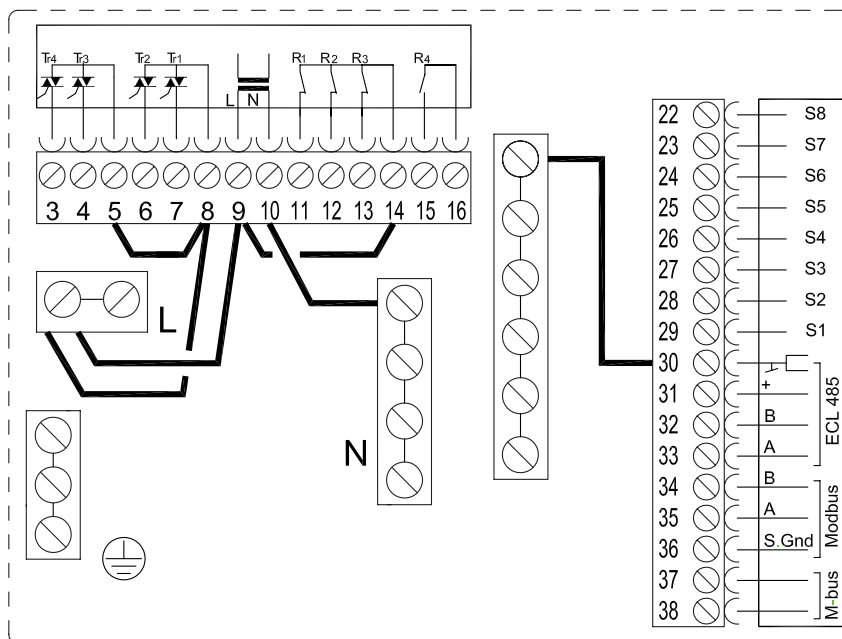 Tr4 Tr3 Tr2 Tr1 R1 R2 R3 R4
L N
3 4 5 6 7 8 9 10 11 12 13 14 15 16
L
N
22 S8
23 S7
24 S6
25 S5
26 S4
27 S3
28 S2
29 S1
30
31 +
32 B
33 A
ECL 485
34 B
35 A
36 S.Gnd
Modbus
37
38
M-bus